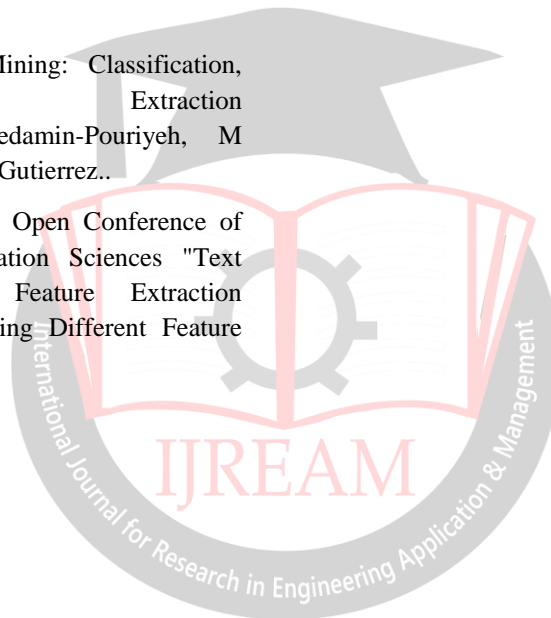 Mining: Classification,
Extraction
edamin-Pouriyeh, M
Gutierrez..
Open Conference of
ation Sciences "Text
Feature Extraction
ing Different Feature
IJREAM
International Journal for Research in Engineering Application & Management